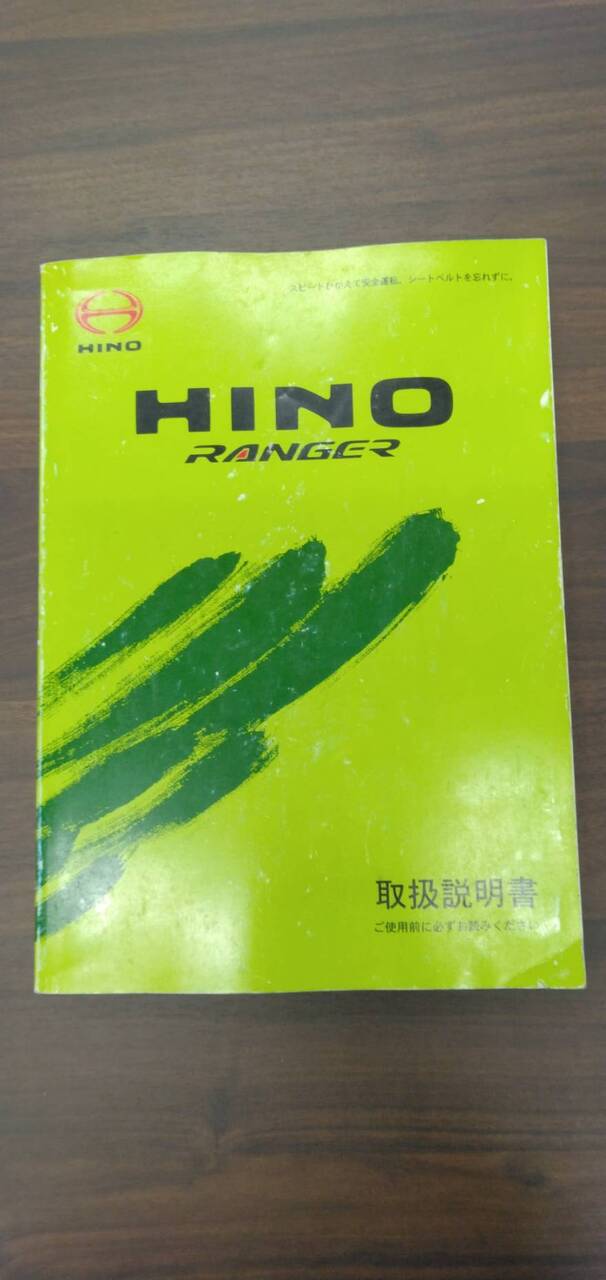 スピードひかえて安全運転、シートベルトを忘れずに。
HINO
HINO
RANGER
取扱説明書
ご使用前に必ずお読みください